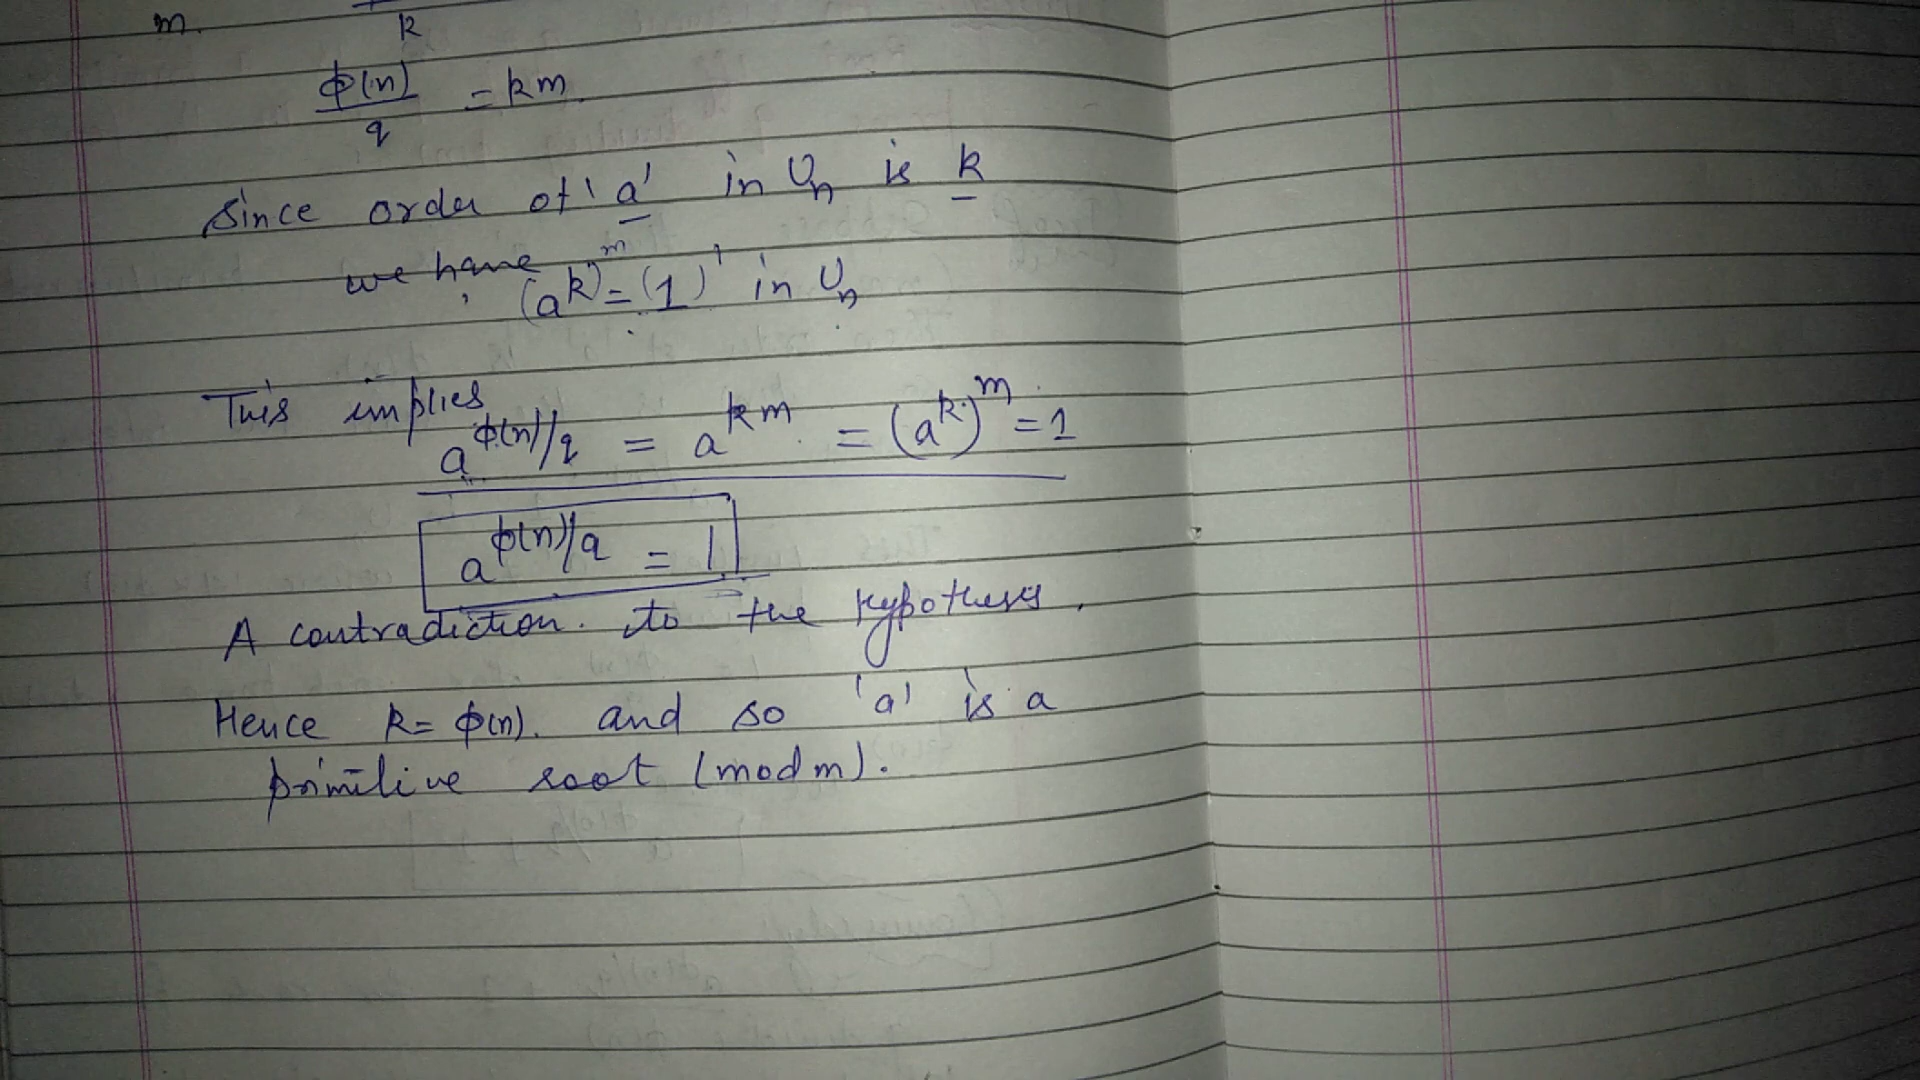 m.
k
ϕ(n)/q = km.
Since order of 'a' in Un is k
we have, (a^k)^m = (1)^1 in Un
This implies
a^ϕ(n)/q = a^km = (a^k)^m = 1
a^ϕ(n)/q = 1
A contradiction. to the hypothesis.
Hence k = ϕ(n). and so 'a' is a
primitive root (mod m).